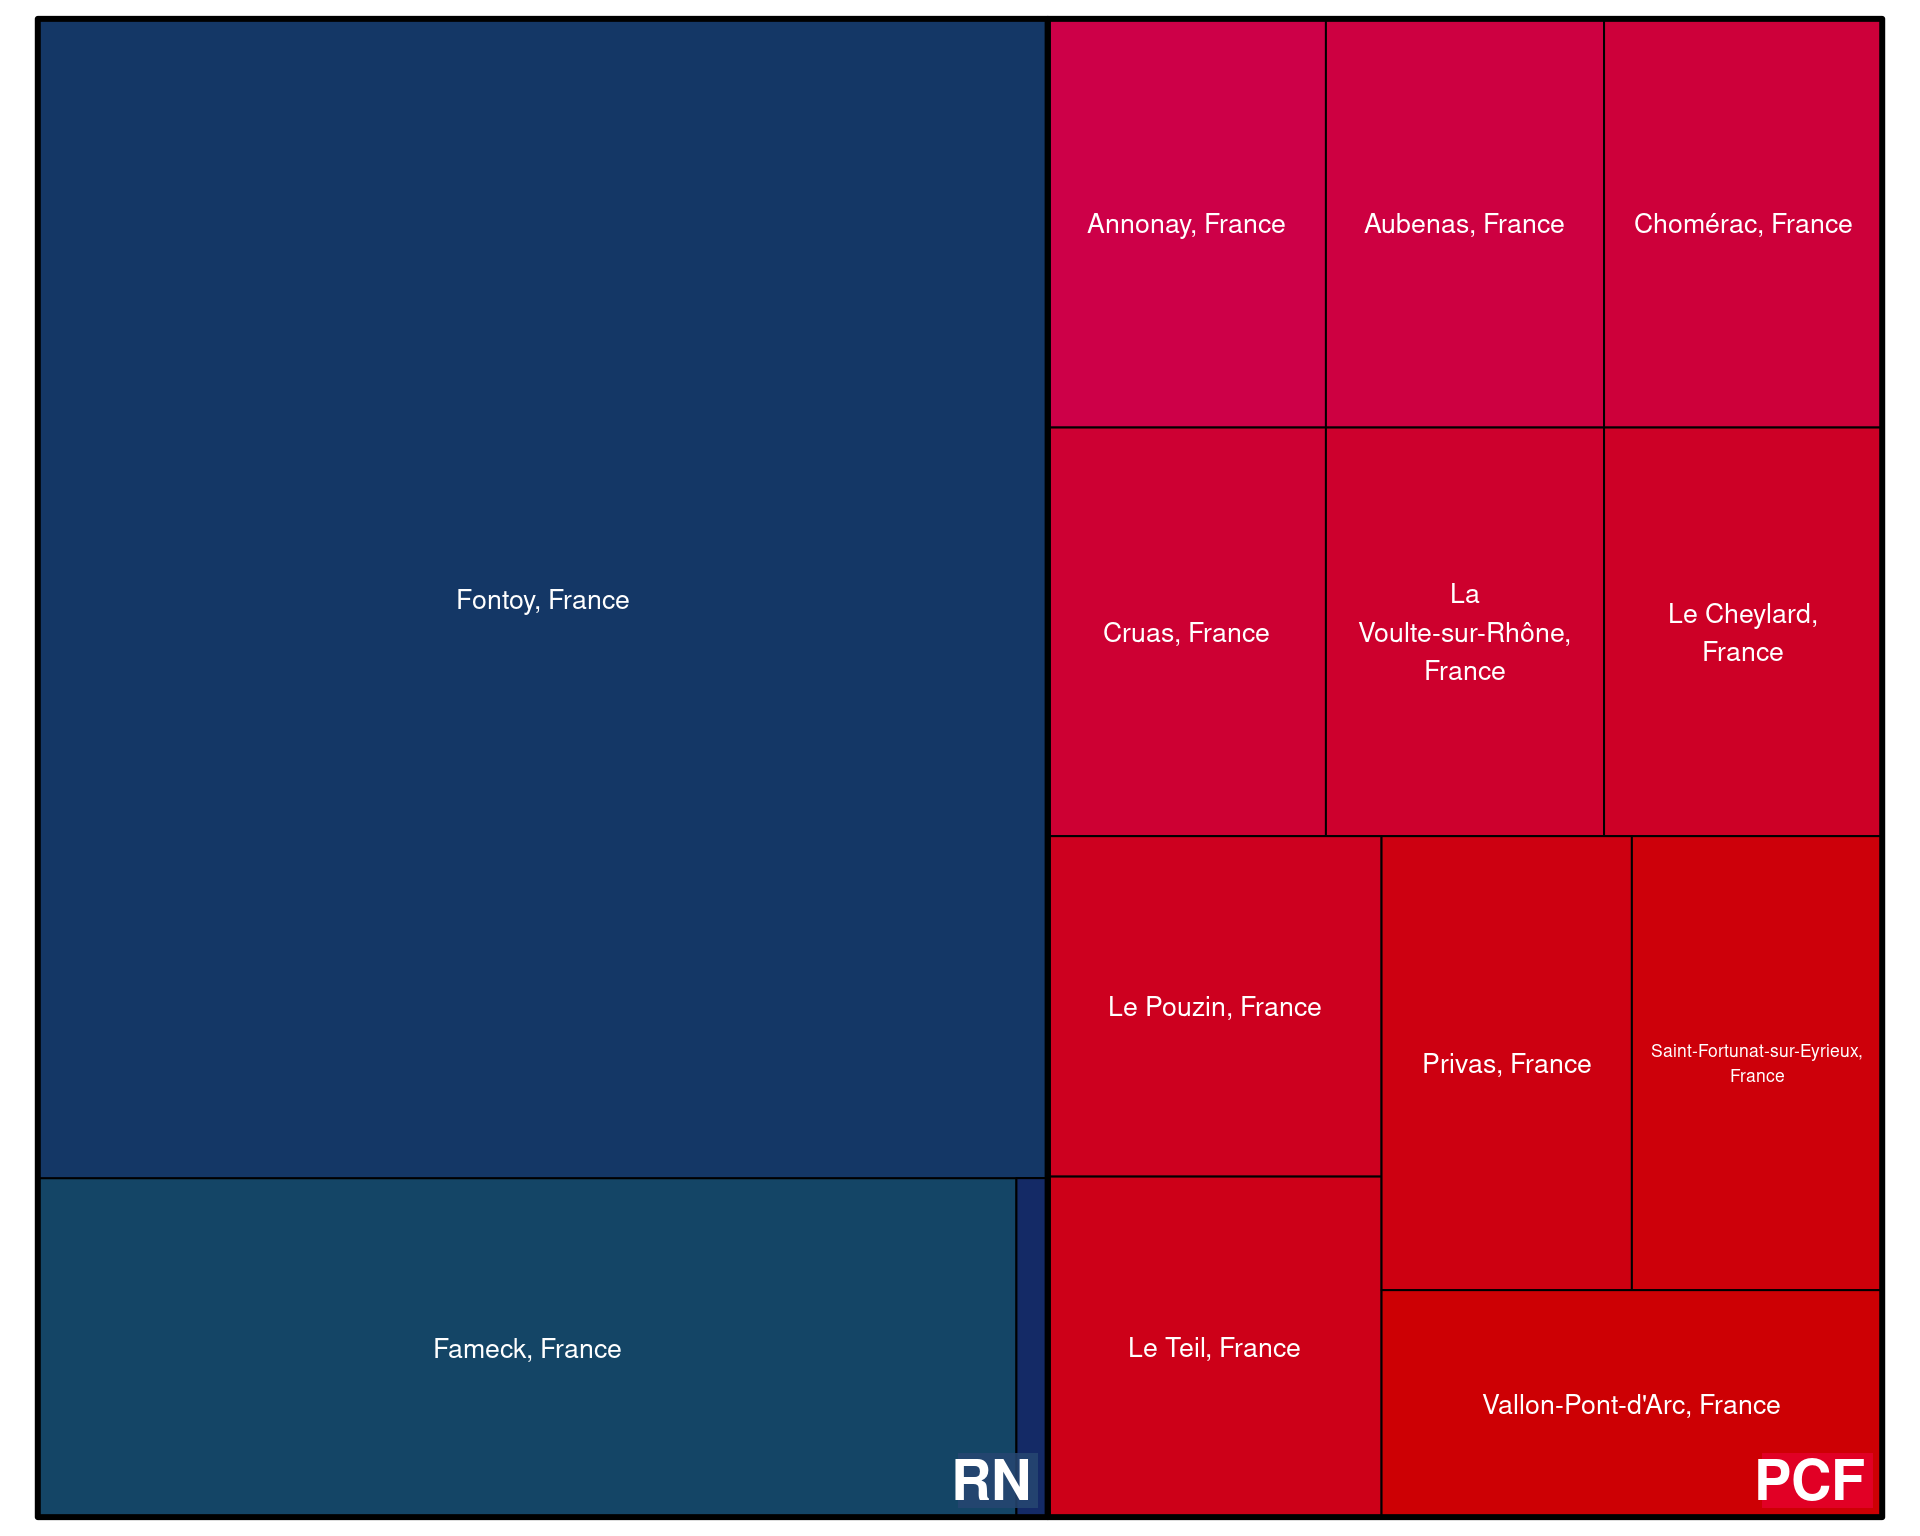 Fontoy, France
Fameck, France
RN
Annonay, France
Aubenas, France
Chomérac, France
Cruas, France
La
Voulte-sur-Rhône,
France
Le Cheylard,
France
Le Pouzin, France
Privas, France
Saint-Fortunat-sur-Eyrieux,
France
Le Teil, France
Vallon-Pont-d'Arc, France
PCF